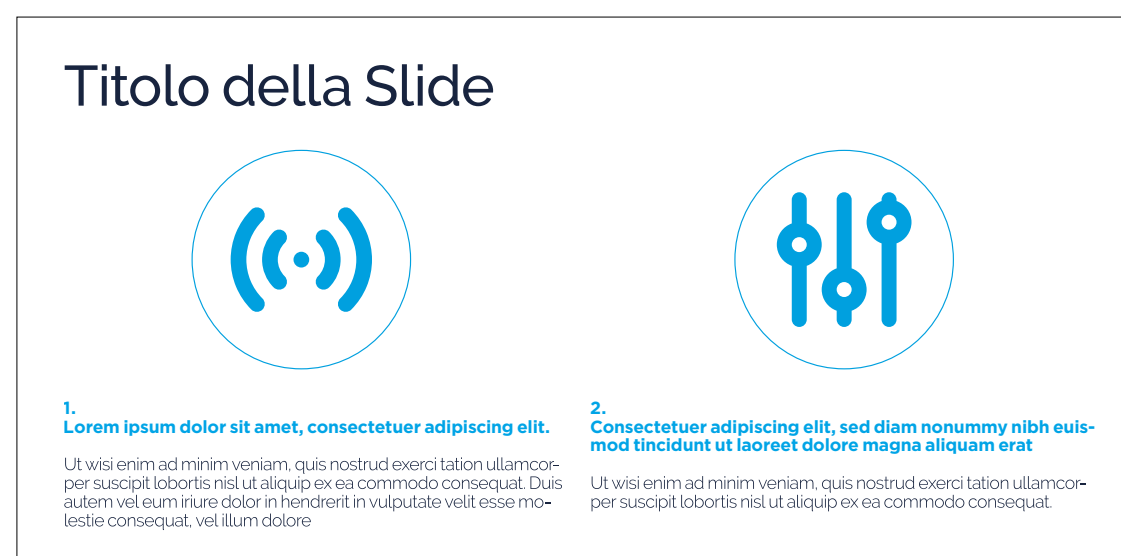 Titolo della Slide
1.
Lorem ipsum dolor sit amet, consectetuer adipiscing elit.
Ut wisi enim ad minim veniam, quis nostrud exerci tation ullamcor-
per suscipit lobortis nisl ut aliquip ex ea commodo consequat. Duis
autem vel eum iriure dolor in hendrerit in vulputate velit esse mo-
lestie consequat, vel illum dolore
2.
Consectetuer adipiscing elit, sed diam nonummy nibh euis-
mod tincidunt ut laoreet dolore magna aliquam erat
Ut wisi enim ad minim veniam, quis nostrud exerci tation ullamcor-
per suscipit lobortis nisl ut aliquip ex ea commodo consequat.